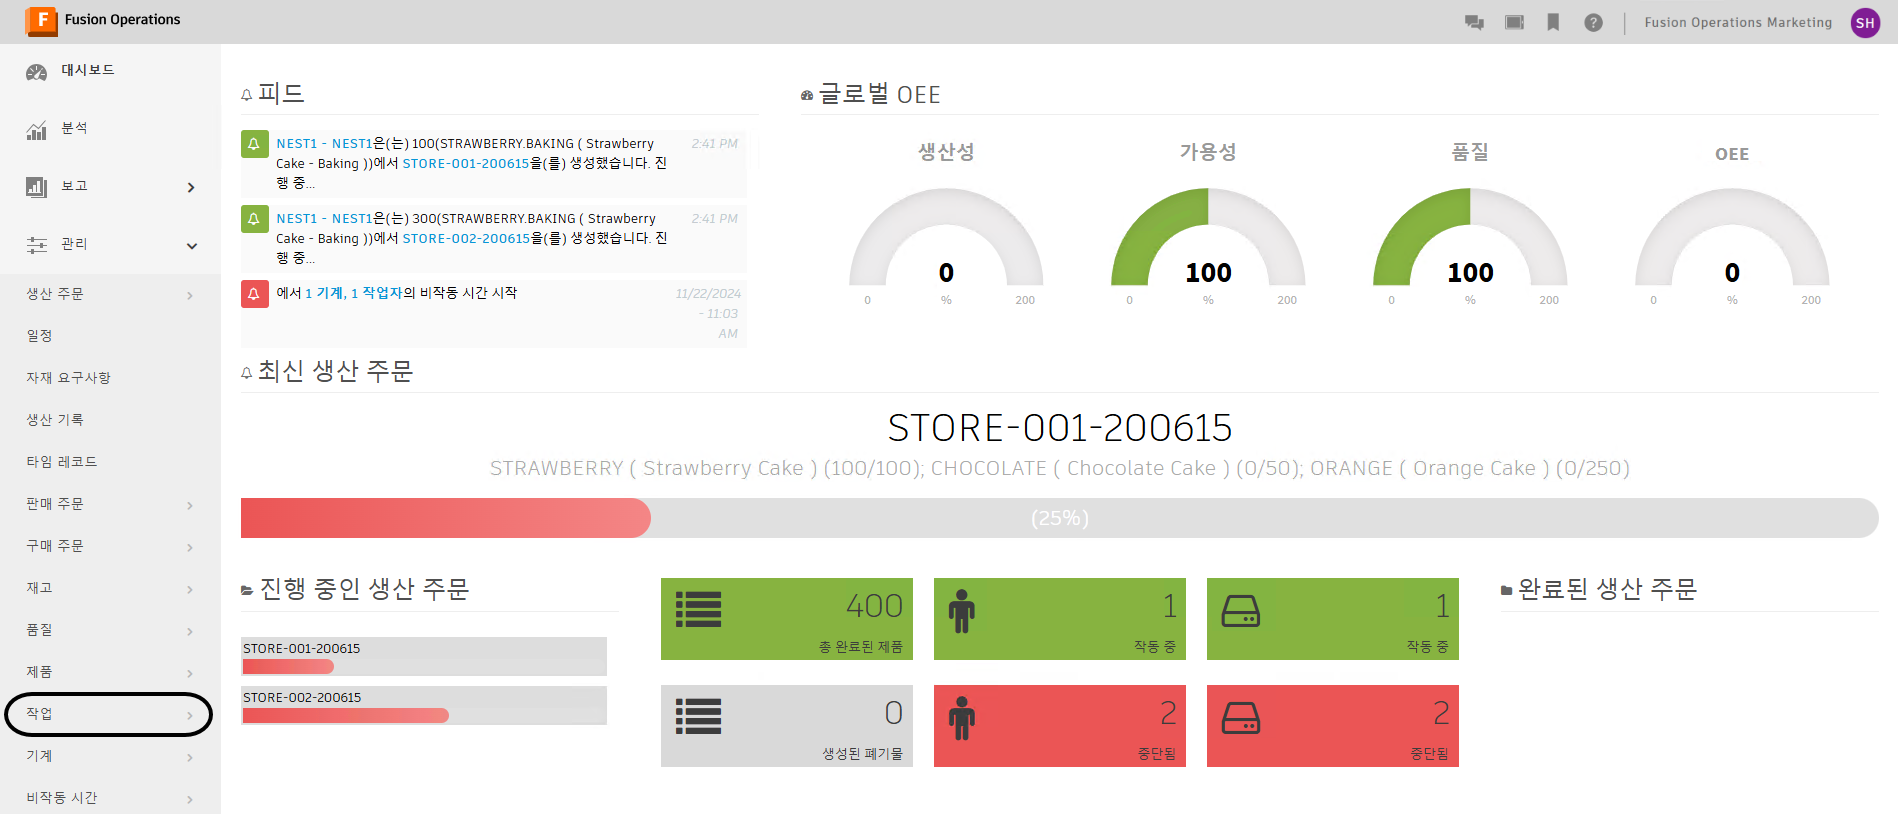 F Fusion Operations
Fusion Operations Marketing
SH
대시보드
분석
보고
관리
생산 주문
일정
자재 요구사항
생산 기록
타임 레코드
판매 주문
구매 주문
재고
품질
제품
작업
기계
비작동 시간
피드
NEST1 - NEST1은(는) 100(STRAWBERRY.BAKING ( Strawberry
Cake - Baking ))에서 STORE-001-200615을(를) 생성했습니다. 진
행 중...
2:41 PM
NEST1 - NEST1은(는) 300(STRAWBERRY.BAKING ( Strawberry
Cake - Baking ))에서 STORE-002-200615을(를) 생성했습니다. 진
행 중...
2:41 PM
에서 1 기계, 1 작업자의 비작동 시간 시작
11/22/2024
- 11:03
AM
글로벌 OEE
생산성
0
0 % 200
가용성
100
0 % 200
품질
100
0 % 200
OEE
0
0 % 200
최신 생산 주문
STORE-001-200615
STRAWBERRY ( Strawberry Cake ) (100/100); CHOCOLATE ( Chocolate Cake ) (0/50); ORANGE ( Orange Cake ) (0/250)
(25%)
진행 중인 생산 주문
STORE-001-200615
STORE-002-200615
400
총 완료된 제품
1
작동 중
1
작동 중
0
생성된 폐기물
2
중단됨
2
중단됨
완료된 생산 주문